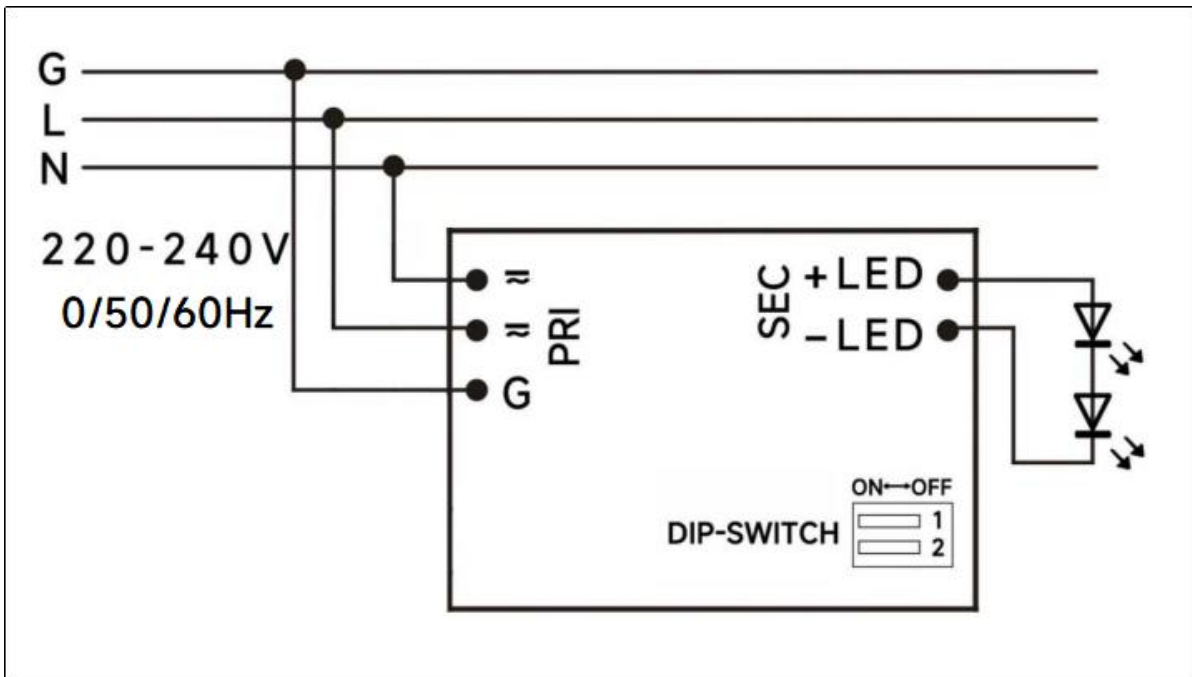 G
L
N
220-240V
0/50/60Hz
PRI
G
SEC
+LED
-LED
ON↔OFF
DIP-SWITCH
1
2